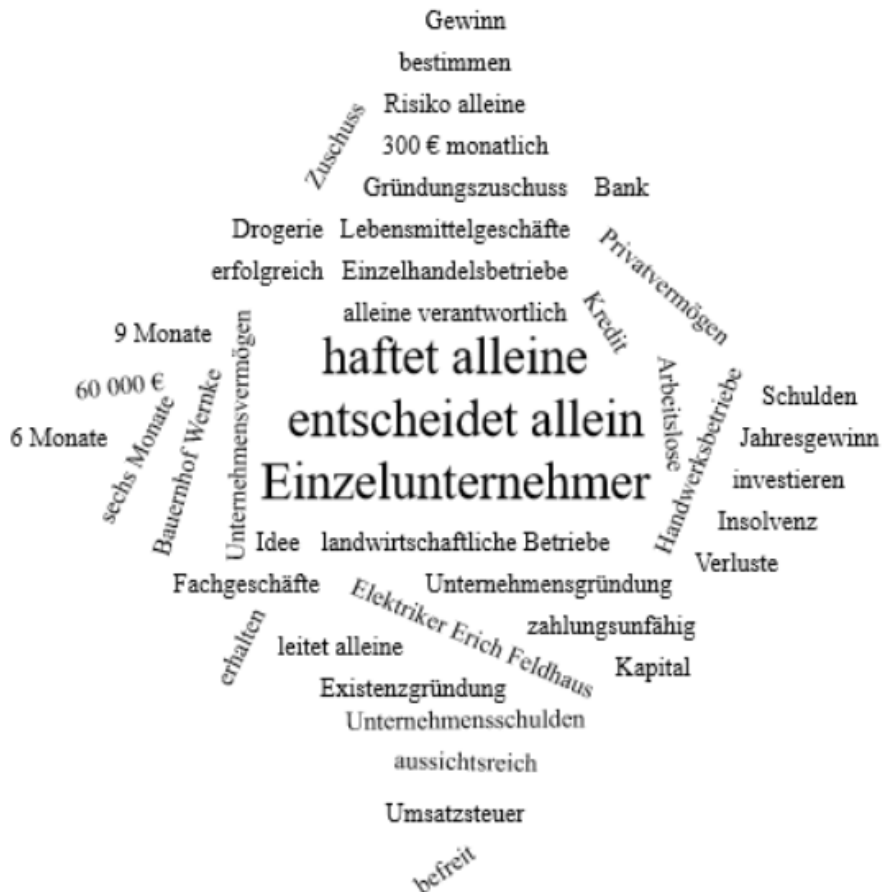 Gewinn
bestimmen
Risiko alleine
Zuschuss
300 € monatlich
Gründungszuschuss
Bank
Drogerie
Lebensmittelgeschäfte
Privatvermögen
erfolgreich
Einzelhandelsbetriebe
alleine verantwortlich
Kredit
9 Monate
haftet alleine
60 000 €
Arbeitslose
Schulden
6 Monate
sechs Monate
Bauernhof Wernke
Unternehmensvermögen
entscheidet allein
Handwerksbetriebe
Jahresgewinn
Einzelunternehmer
investieren
Insolvenz
Idee
landwirtschaftliche Betriebe
Verluste
Fachgeschäfte
Unternehmensgründung
Elektriker Erich Feldhaus
zahlungsunfähig
erhalten
leitet alleine
Kapital
Existenzgründung
Unternehmensschulden
aussichtsreich
Umsatzsteuer
befreit